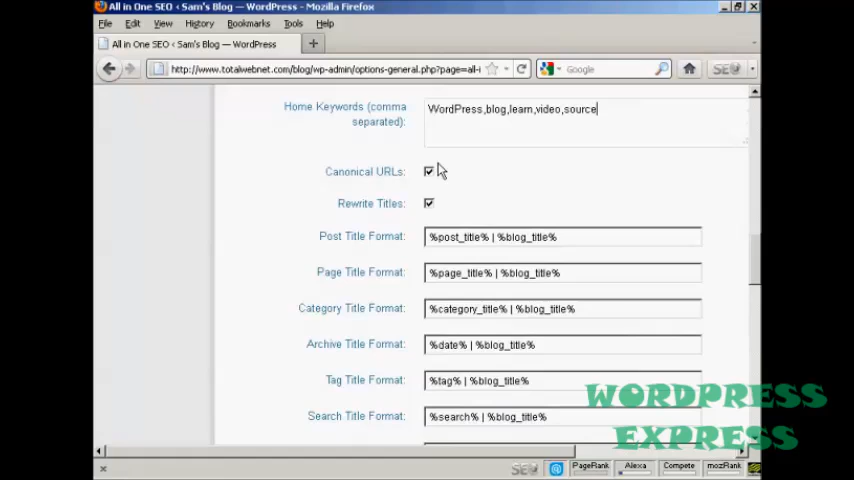 All in One SEO ‹ Sam's Blog — WordPress - Mozilla Firefox
File Edit View History Bookmarks Tools Help
All in One SEO ‹ Sam's Blog — WordPress
http://www.totalwebnet.com/blog/wp-admin/options-general.php?page=all-i
Google
SEO
Home Keywords (comma
separated):
WordPress,blog,learn,video,source
Canonical URLs:
Rewrite Titles:
Post Title Format: %post_title% | %blog_title%
Page Title Format: %page_title% | %blog_title%
Category Title Format: %category_title% | %blog_title%
Archive Title Format: %date% | %blog_title%
Tag Title Format: %tag% | %blog_title%
Search Title Format: %search% | %blog_title%
WORDPRESS
EXPRESS
SEO PageRank Alexa Compete mozRank